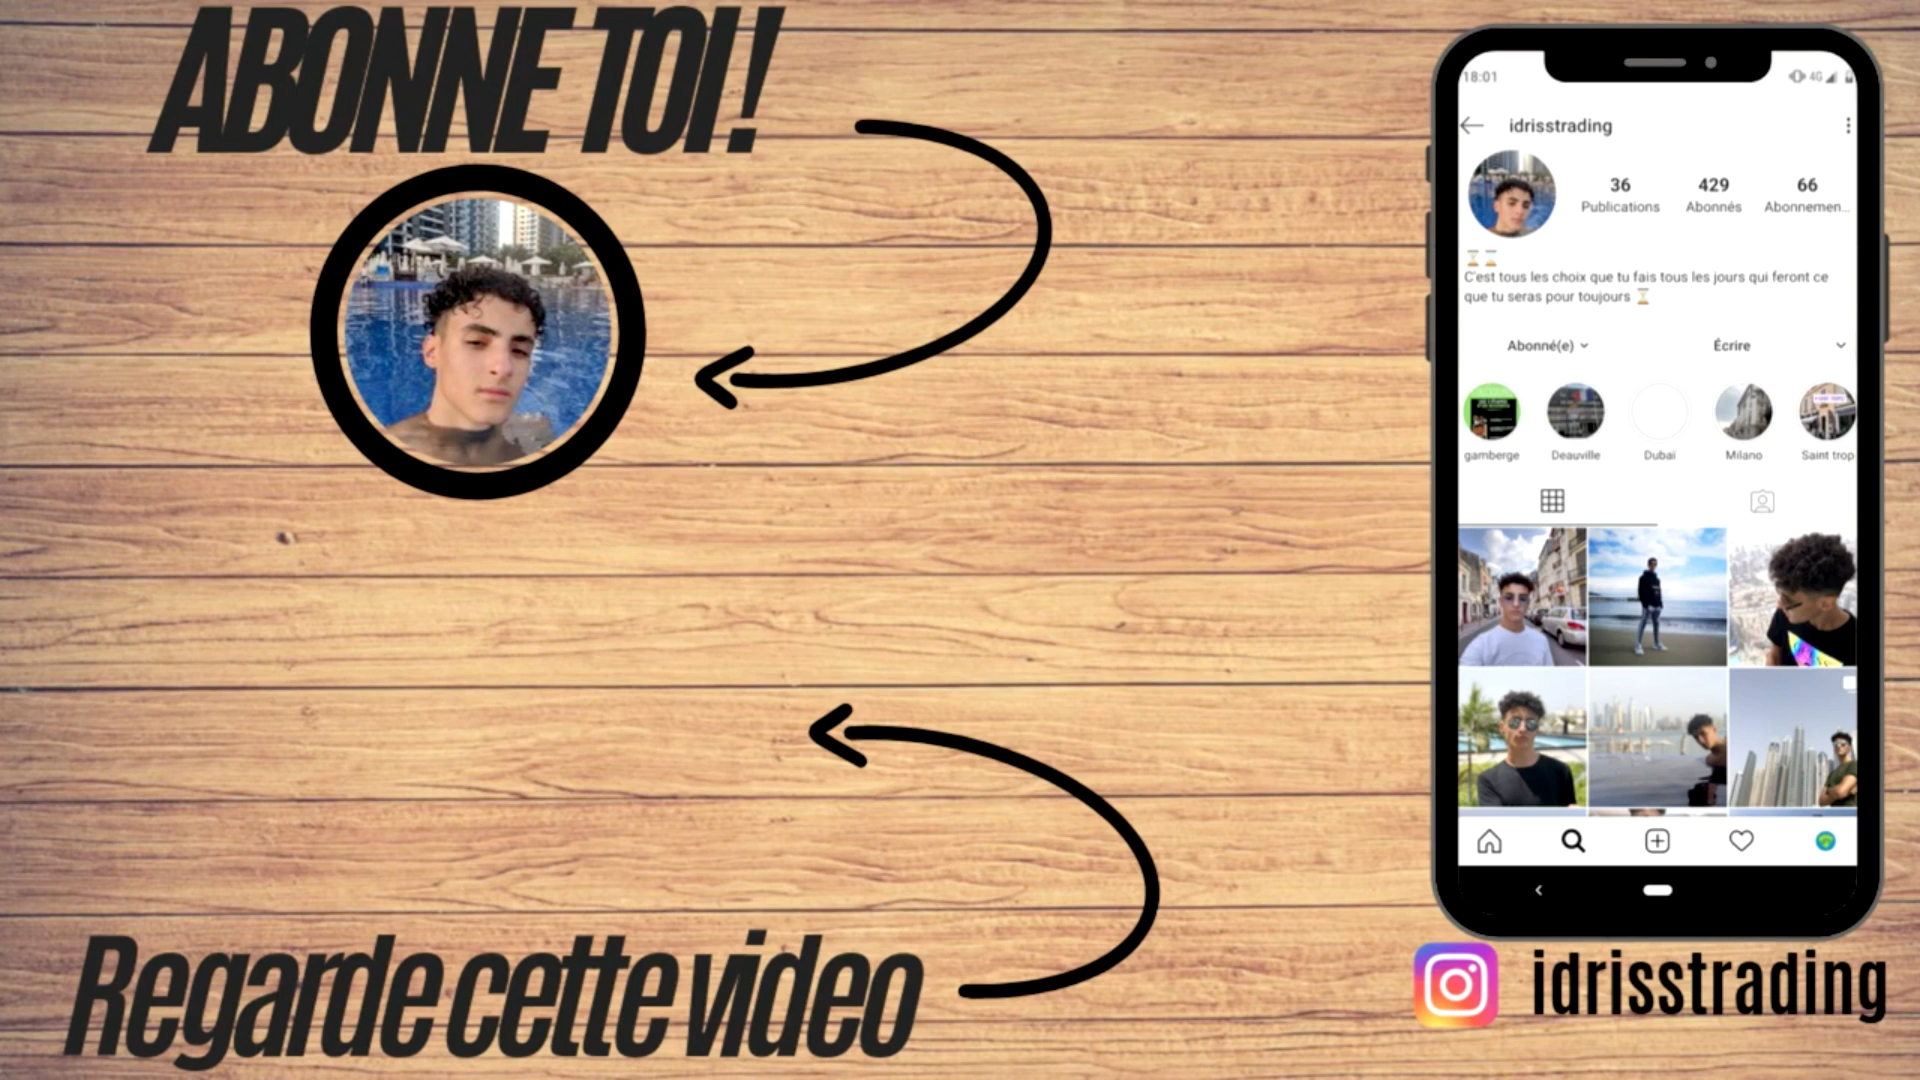 ABONNE TOI !
18:01
4G
idrisstrading
36
429
66
Publications
Abonnés
Abonnemen...
C'est tous les choix que tu fais tous les jours qui feront ce
que tu seras pour toujours
Abonné(e)
Écrire
gamberge
Deauville
Dubaï
Milano
Saint trop
Regarde cette video
idrisstrading